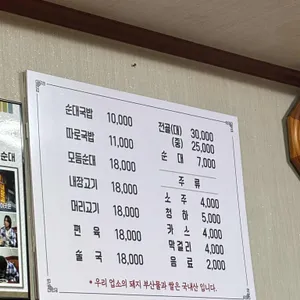 순대국밥 10,000
따로국밥 11,000
모듬순대 18,000
내장고기 18,000
머리고기 18,000
편육 18,000
술국 18,000
전골(대) 30,000
(중) 25,000
순대 7,000
주류
소주 4,000
청하 5,000
카스 4,000
막걸리 4,000
음료 2,000
* 우리 업소의 돼지 부산물과 쌀은 국내산 입니다.
순대